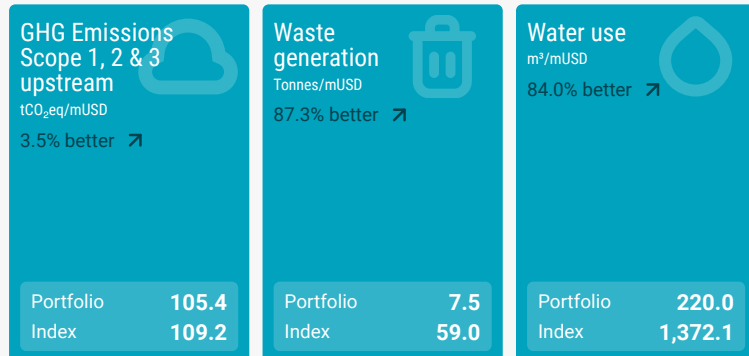 GHG Emissions
Scope 1, 2 & 3
upstream
tCO₂eq/mUSD
3.5% better
Portfolio 105.4
Index 109.2
Waste
generation
Tonnes/mUSD
87.3% better
Portfolio 7.5
Index 59.0
Water use
m³/mUSD
84.0% better
Portfolio 220.0
Index 1,372.1